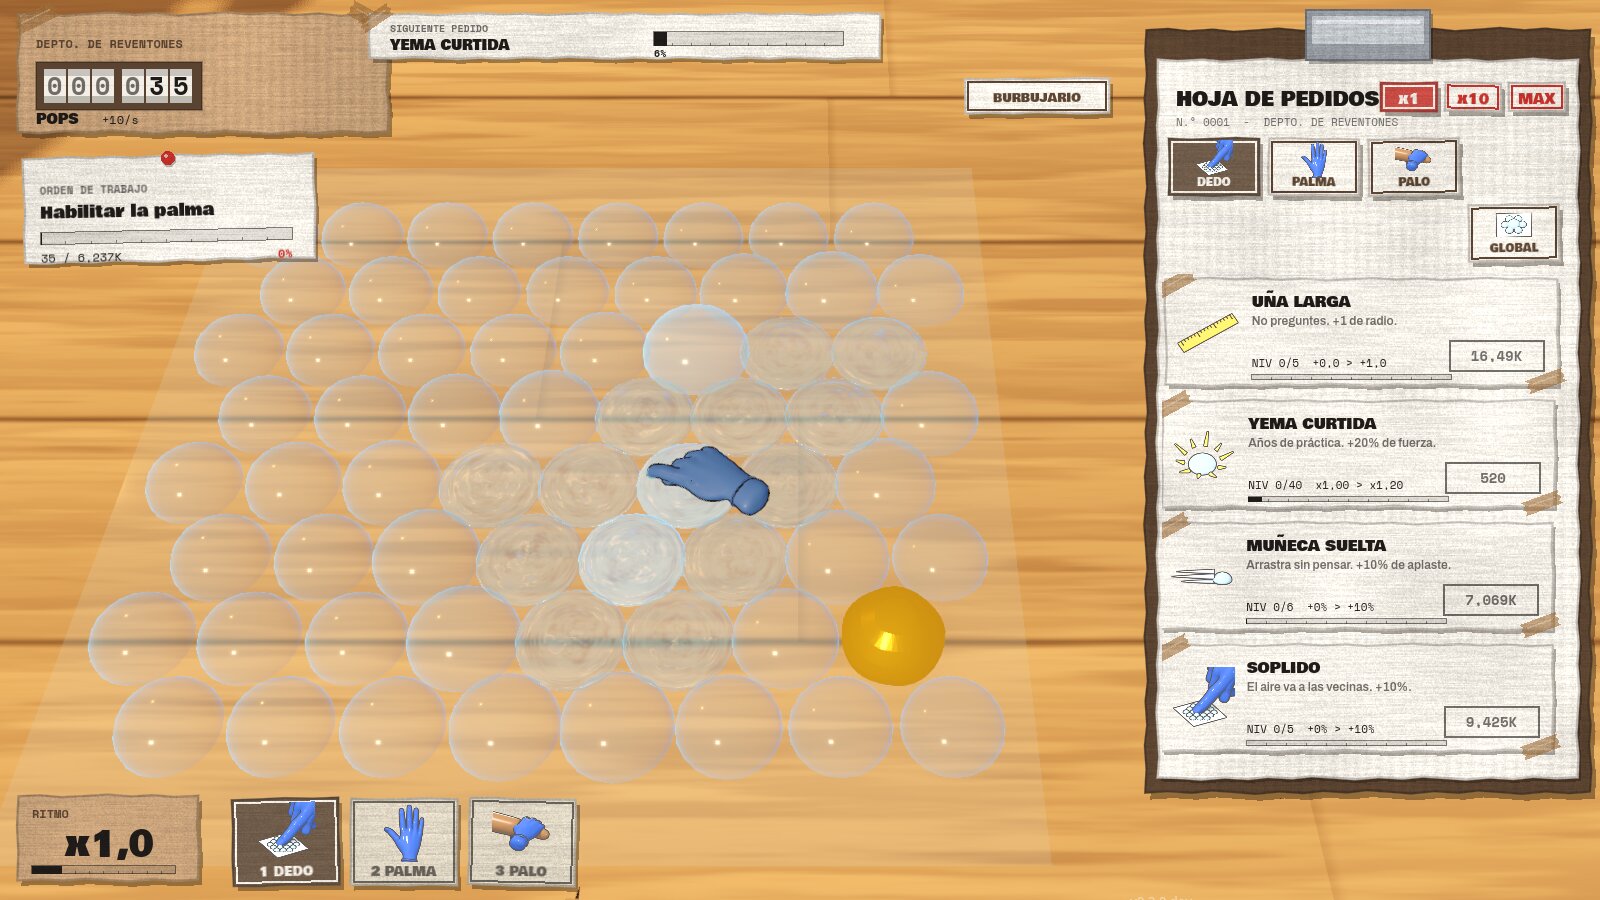 DEPTO. DE REVENTONES
000 035
POPS +10/s
SIGUIENTE PEDIDO
YEMA CURTIDA
6%
BURBUJARIO
ORDEN DE TRABAJO
Habilitar la palma
35 / 6,237K 0%
HOJA DE PEDIDOS x1 x10 MAX
N.° 0001 - DEPTO. DE REVENTONES
DEDO PALMA PALO
GLOBAL
UÑA LARGA
No preguntes. +1 de radio.
NIV 0/5 +0,0 > +1,0
16,49K
YEMA CURTIDA
Años de práctica. +20% de fuerza.
NIV 0/40 x1,00 > x1,20
520
MUÑECA SUELTA
Arrastra sin pensar. +10% de aplaste.
NIV 0/6 +0% > +10%
7,069K
SOPLIDO
El aire va a las vecinas. +10%.
NIV 0/5 +0% > +10%
9,425K
RITMO
x1,0
1 DEDO 2 PALMA 3 PALO